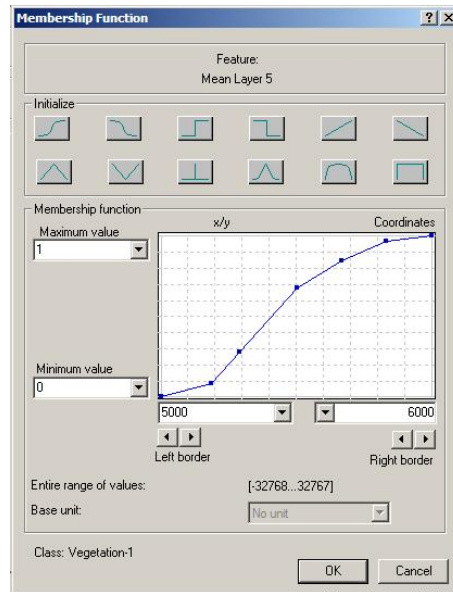 Membership Function
Feature:
Mean Layer 5
Initialize
Membership function
x/y
Coordinates
Maximum value
1
Minimum value
0
5000
6000
Left border
Right border
Entire range of values:
[-32768...32767]
Base unit:
No unit
Class: Vegetation-1
OK
Cancel